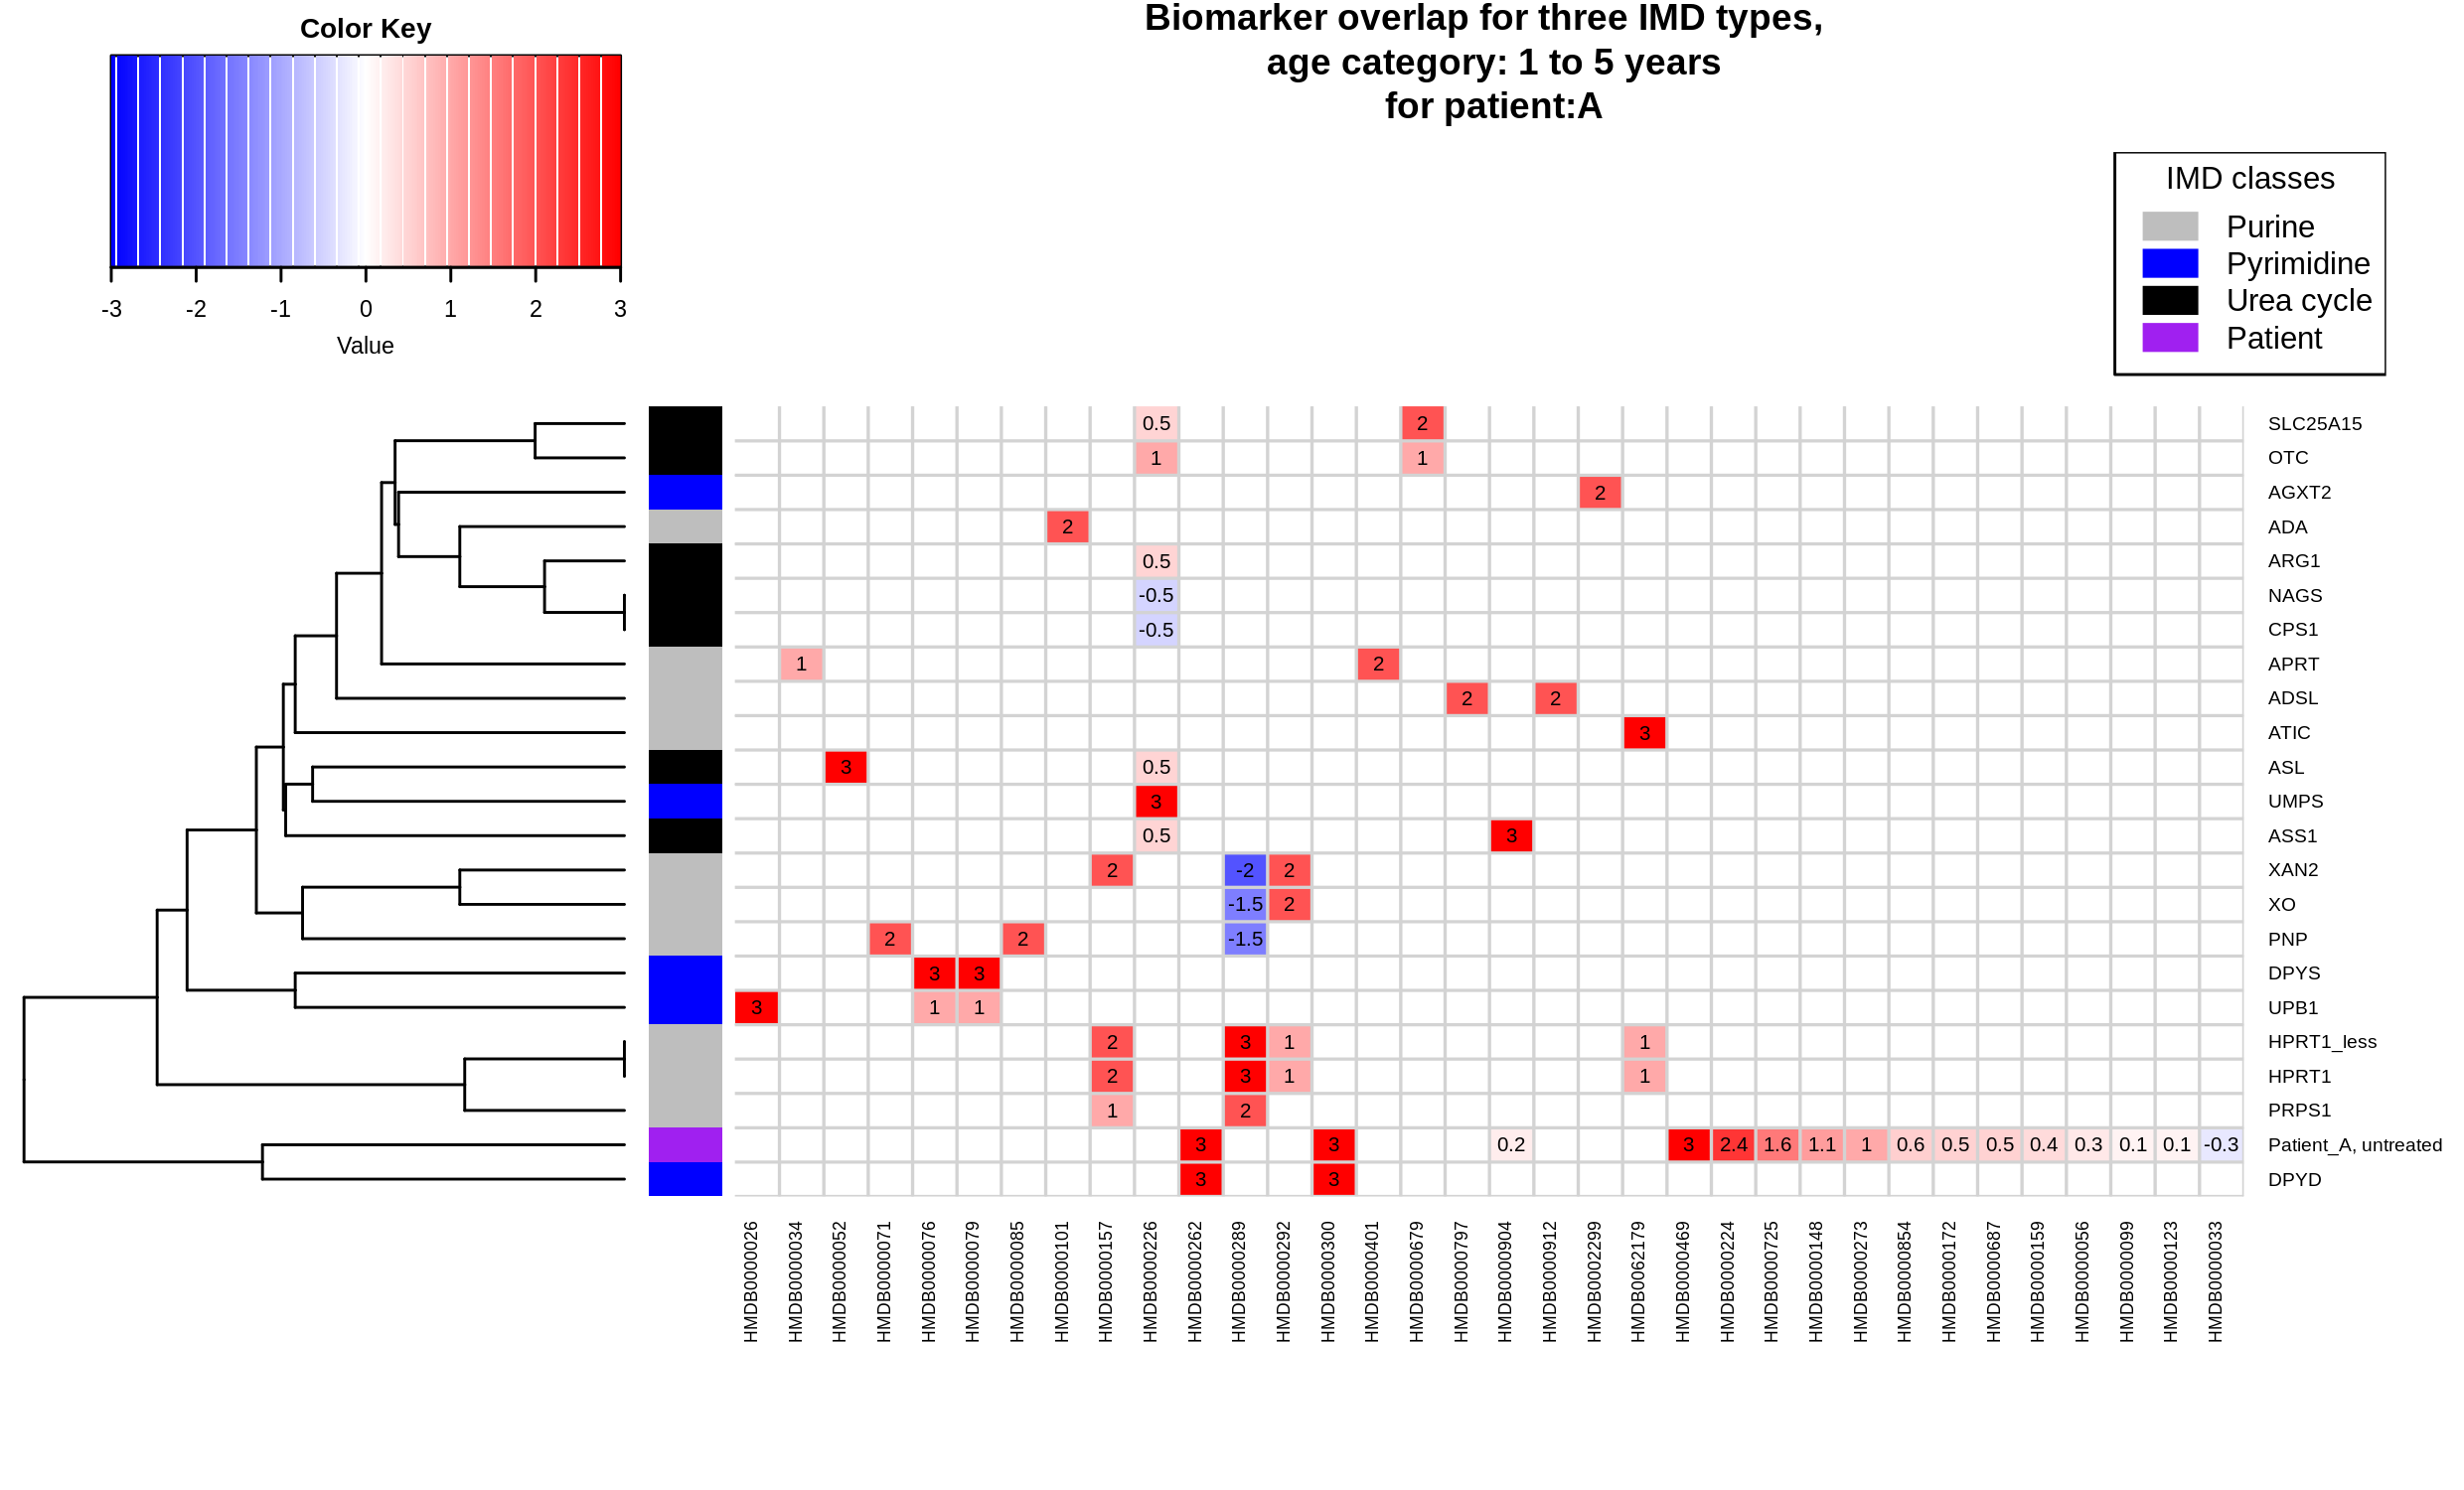 Color Key
-3 -2 -1 0 1 2 3
Value
Biomarker overlap for three IMD types,
age category: 1 to 5 years
for patient:A
IMD classes
Purine
Pyrimidine
Urea cycle
Patient
0.5 2 SLC25A15
1 1 OTC
2 AGXT2
2 ADA
0.5 ARG1
-0.5 NAGS
-0.5 CPS1
1 2 APRT
2 2 ADSL
3 ATIC
3 0.5 ASL
3 UMPS
0.5 3 ASS1
2 -2 2 XAN2
-1.5 2 XO
2 2 -1.5 PNP
3 3 DPYS
3 1 1 UPB1
2 3 1 1 HPRT1_less
2 3 1 1 HPRT1
1 2 PRPS1
3 3 0.2 3 2.4 1.6 1.1 1 0.6 0.5 0.5 0.4 0.3 0.1 0.1 -0.3 Patient_A, untreated
3 3 DPYD
HMDB0000026
HMDB0000034
HMDB0000052
HMDB0000071
HMDB0000076
HMDB0000079
HMDB0000085
HMDB0000101
HMDB0000157
HMDB0000226
HMDB0000262
HMDB0000289
HMDB0000292
HMDB0000300
HMDB0000401
HMDB0000679
HMDB0000797
HMDB0000904
HMDB0000912
HMDB0002299
HMDB0062179
HMDB0000469
HMDB0000224
HMDB0000725
HMDB0000148
HMDB0000273
HMDB0000854
HMDB0000172
HMDB0000687
HMDB0000159
HMDB0000056
HMDB0000099
HMDB0000123
HMDB0000033